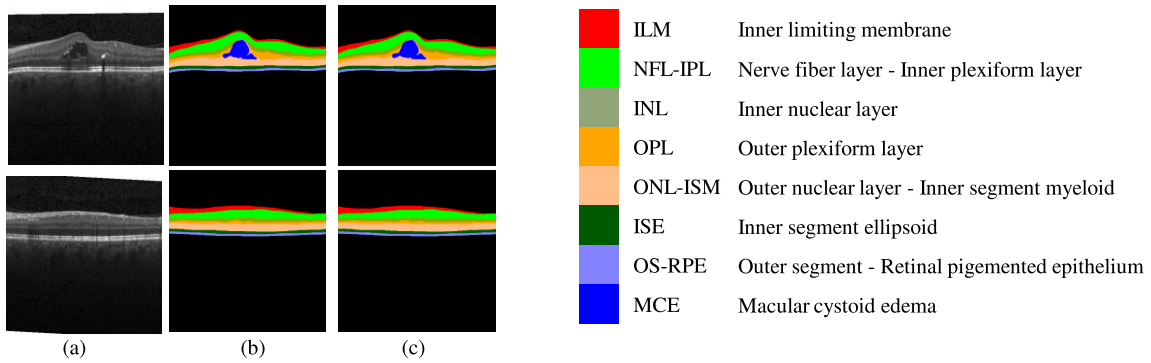 ILM Inner limiting membrane
NFL-IPL Nerve fiber layer - Inner plexiform layer
INL Inner nuclear layer
OPL Outer plexiform layer
ONL-ISM Outer nuclear layer - Inner segment myeloid
ISE Inner segment ellipsoid
OS-RPE Outer segment - Retinal pigemented epithelium
MCE Macular cystoid edema
(a) (b) (c)